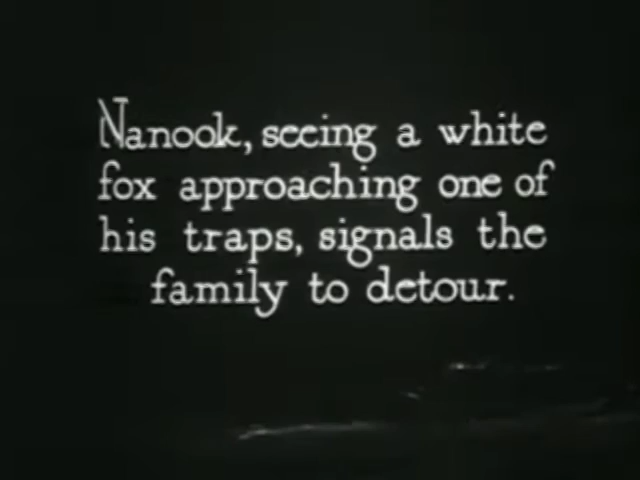 Nanook, seeing a white
fox approaching one of
his traps, signals the
family to detour.